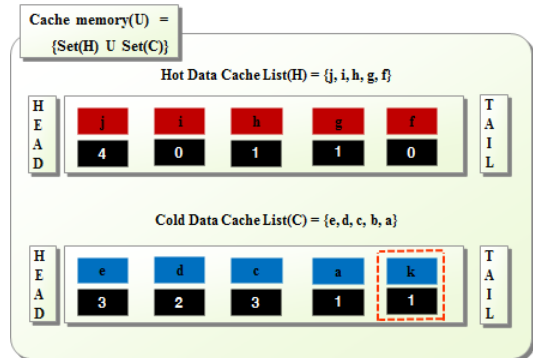 Cache memory(U) =
{Set(H) U Set(C)}
Hot Data Cache List(H) = {j, i, h, g, f}
HEAD
j i h g f
4 0 1 1 0
TAIL
Cold Data Cache List(C) = {e, d, c, b, a}
HEAD
e d c a k
3 2 3 1 1
TAIL